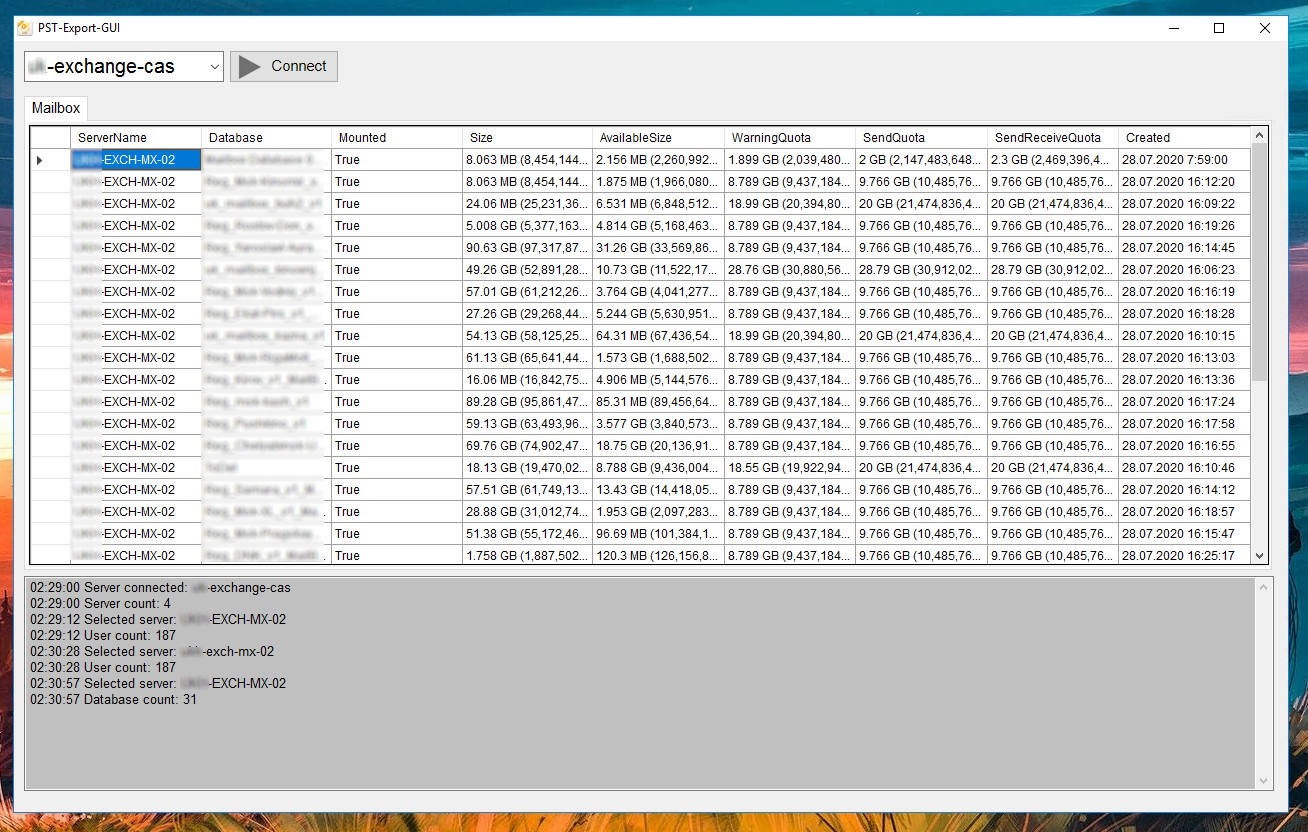 PST-Export-GUI
-exchange-cas Connect
Mailbox
ServerName Database Mounted Size AvailableSize WarningQuota SendQuota SendReceiveQuota Created
-EXCH-MX-02 True 8.063 MB (8,454,144... 2.156 MB (2,260,992... 1.899 GB (2,039,480... 2 GB (2,147,483,648... 2.3 GB (2,469,396,4... 28.07.2020 7:59:00
-EXCH-MX-02 True 8.063 MB (8,454,144... 1.875 MB (1,966,080... 8.789 GB (9,437,184... 9.766 GB (10,485,76... 9.766 GB (10,485,76... 28.07.2020 16:12:20
-EXCH-MX-02 True 24.06 MB (25,231,36... 6.531 MB (6,848,512... 18.99 GB (20,394,80... 20 GB (21,474,836,4... 20 GB (21,474,836,4... 28.07.2020 16:09:22
-EXCH-MX-02 True 5.008 GB (5,377,163... 4.814 GB (5,168,463... 8.789 GB (9,437,184... 9.766 GB (10,485,76... 9.766 GB (10,485,76... 28.07.2020 16:19:26
-EXCH-MX-02 True 90.63 GB (97,317,87... 31.26 GB (33,569,86... 8.789 GB (9,437,184... 9.766 GB (10,485,76... 9.766 GB (10,485,76... 28.07.2020 16:14:45
-EXCH-MX-02 True 49.26 GB (52,891,28... 10.73 GB (11,522,17... 28.76 GB (30,880,56... 28.79 GB (30,912,02... 28.79 GB (30,912,02... 28.07.2020 16:06:23
-EXCH-MX-02 True 57.01 GB (61,212,26... 3.764 GB (4,041,277... 8.789 GB (9,437,184... 9.766 GB (10,485,76... 9.766 GB (10,485,76... 28.07.2020 16:16:19
-EXCH-MX-02 True 27.26 GB (29,268,44... 5.244 GB (5,630,951... 8.789 GB (9,437,184... 9.766 GB (10,485,76... 9.766 GB (10,485,76... 28.07.2020 16:18:28
-EXCH-MX-02 True 54.13 GB (58,125,25... 64.31 MB (67,436,54... 18.99 GB (20,394,80... 20 GB (21,474,836,4... 20 GB (21,474,836,4... 28.07.2020 16:10:15
-EXCH-MX-02 True 61.13 GB (65,641,44... 1.573 GB (1,688,502... 8.789 GB (9,437,184... 9.766 GB (10,485,76... 9.766 GB (10,485,76... 28.07.2020 16:13:03
-EXCH-MX-02 True 16.06 MB (16,842,75... 4.906 MB (5,144,576... 8.789 GB (9,437,184... 9.766 GB (10,485,76... 9.766 GB (10,485,76... 28.07.2020 16:13:36
-EXCH-MX-02 True 89.28 GB (95,861,47... 85.31 MB (89,456,64... 8.789 GB (9,437,184... 9.766 GB (10,485,76... 9.766 GB (10,485,76... 28.07.2020 16:17:24
-EXCH-MX-02 True 59.13 GB (63,493,96... 3.577 GB (3,840,573... 8.789 GB (9,437,184... 9.766 GB (10,485,76... 9.766 GB (10,485,76... 28.07.2020 16:17:58
-EXCH-MX-02 True 69.76 GB (74,902,47... 18.75 GB (20,136,91... 8.789 GB (9,437,184... 9.766 GB (10,485,76... 9.766 GB (10,485,76... 28.07.2020 16:16:55
-EXCH-MX-02 True 18.13 GB (19,470,02... 8.788 GB (9,436,004... 18.55 GB (19,922,94... 20 GB (21,474,836,4... 20 GB (21,474,836,4... 28.07.2020 16:10:46
-EXCH-MX-02 True 57.51 GB (61,749,13... 13.43 GB (14,418,05... 8.789 GB (9,437,184... 9.766 GB (10,485,76... 9.766 GB (10,485,76... 28.07.2020 16:14:12
-EXCH-MX-02 True 28.88 GB (31,012,74... 1.953 GB (2,097,283... 8.789 GB (9,437,184... 9.766 GB (10,485,76... 9.766 GB (10,485,76... 28.07.2020 16:18:57
-EXCH-MX-02 True 51.38 GB (55,172,46... 96.69 MB (101,384,1... 8.789 GB (9,437,184... 9.766 GB (10,485,76... 9.766 GB (10,485,76... 28.07.2020 16:15:47
-EXCH-MX-02 True 1.758 GB (1,887,502... 120.3 MB (126,156,8... 8.789 GB (9,437,184... 9.766 GB (10,485,76... 9.766 GB (10,485,76... 28.07.2020 16:25:17
02:29:00 Server connected: -exchange-cas
02:29:00 Server count: 4
02:29:12 Selected server: -EXCH-MX-02
02:29:12 User count: 187
02:30:28 Selected server: -exch-mx-02
02:30:28 User count: 187
02:30:57 Selected server: -EXCH-MX-02
02:30:57 Database count: 31